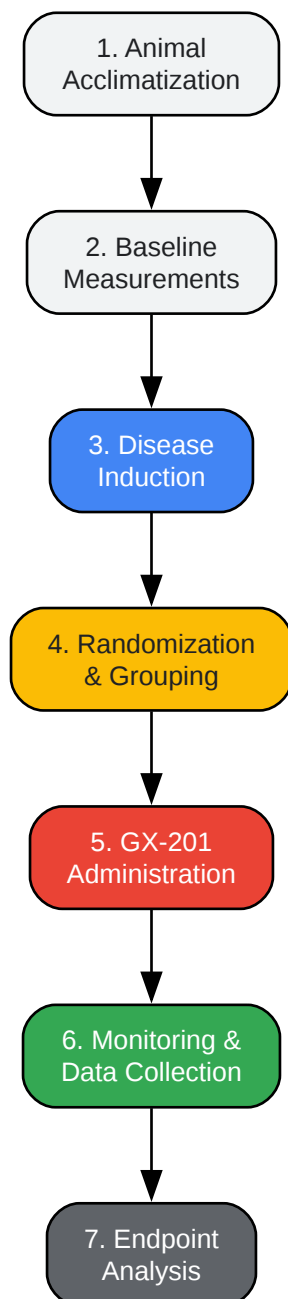 1. Animal
Acclimatization
2. Baseline
Measurements
3. Disease
Induction
4. Randomization
& Grouping
5. GX-201
Administration
6. Monitoring &
Data Collection
7. Endpoint
Analysis